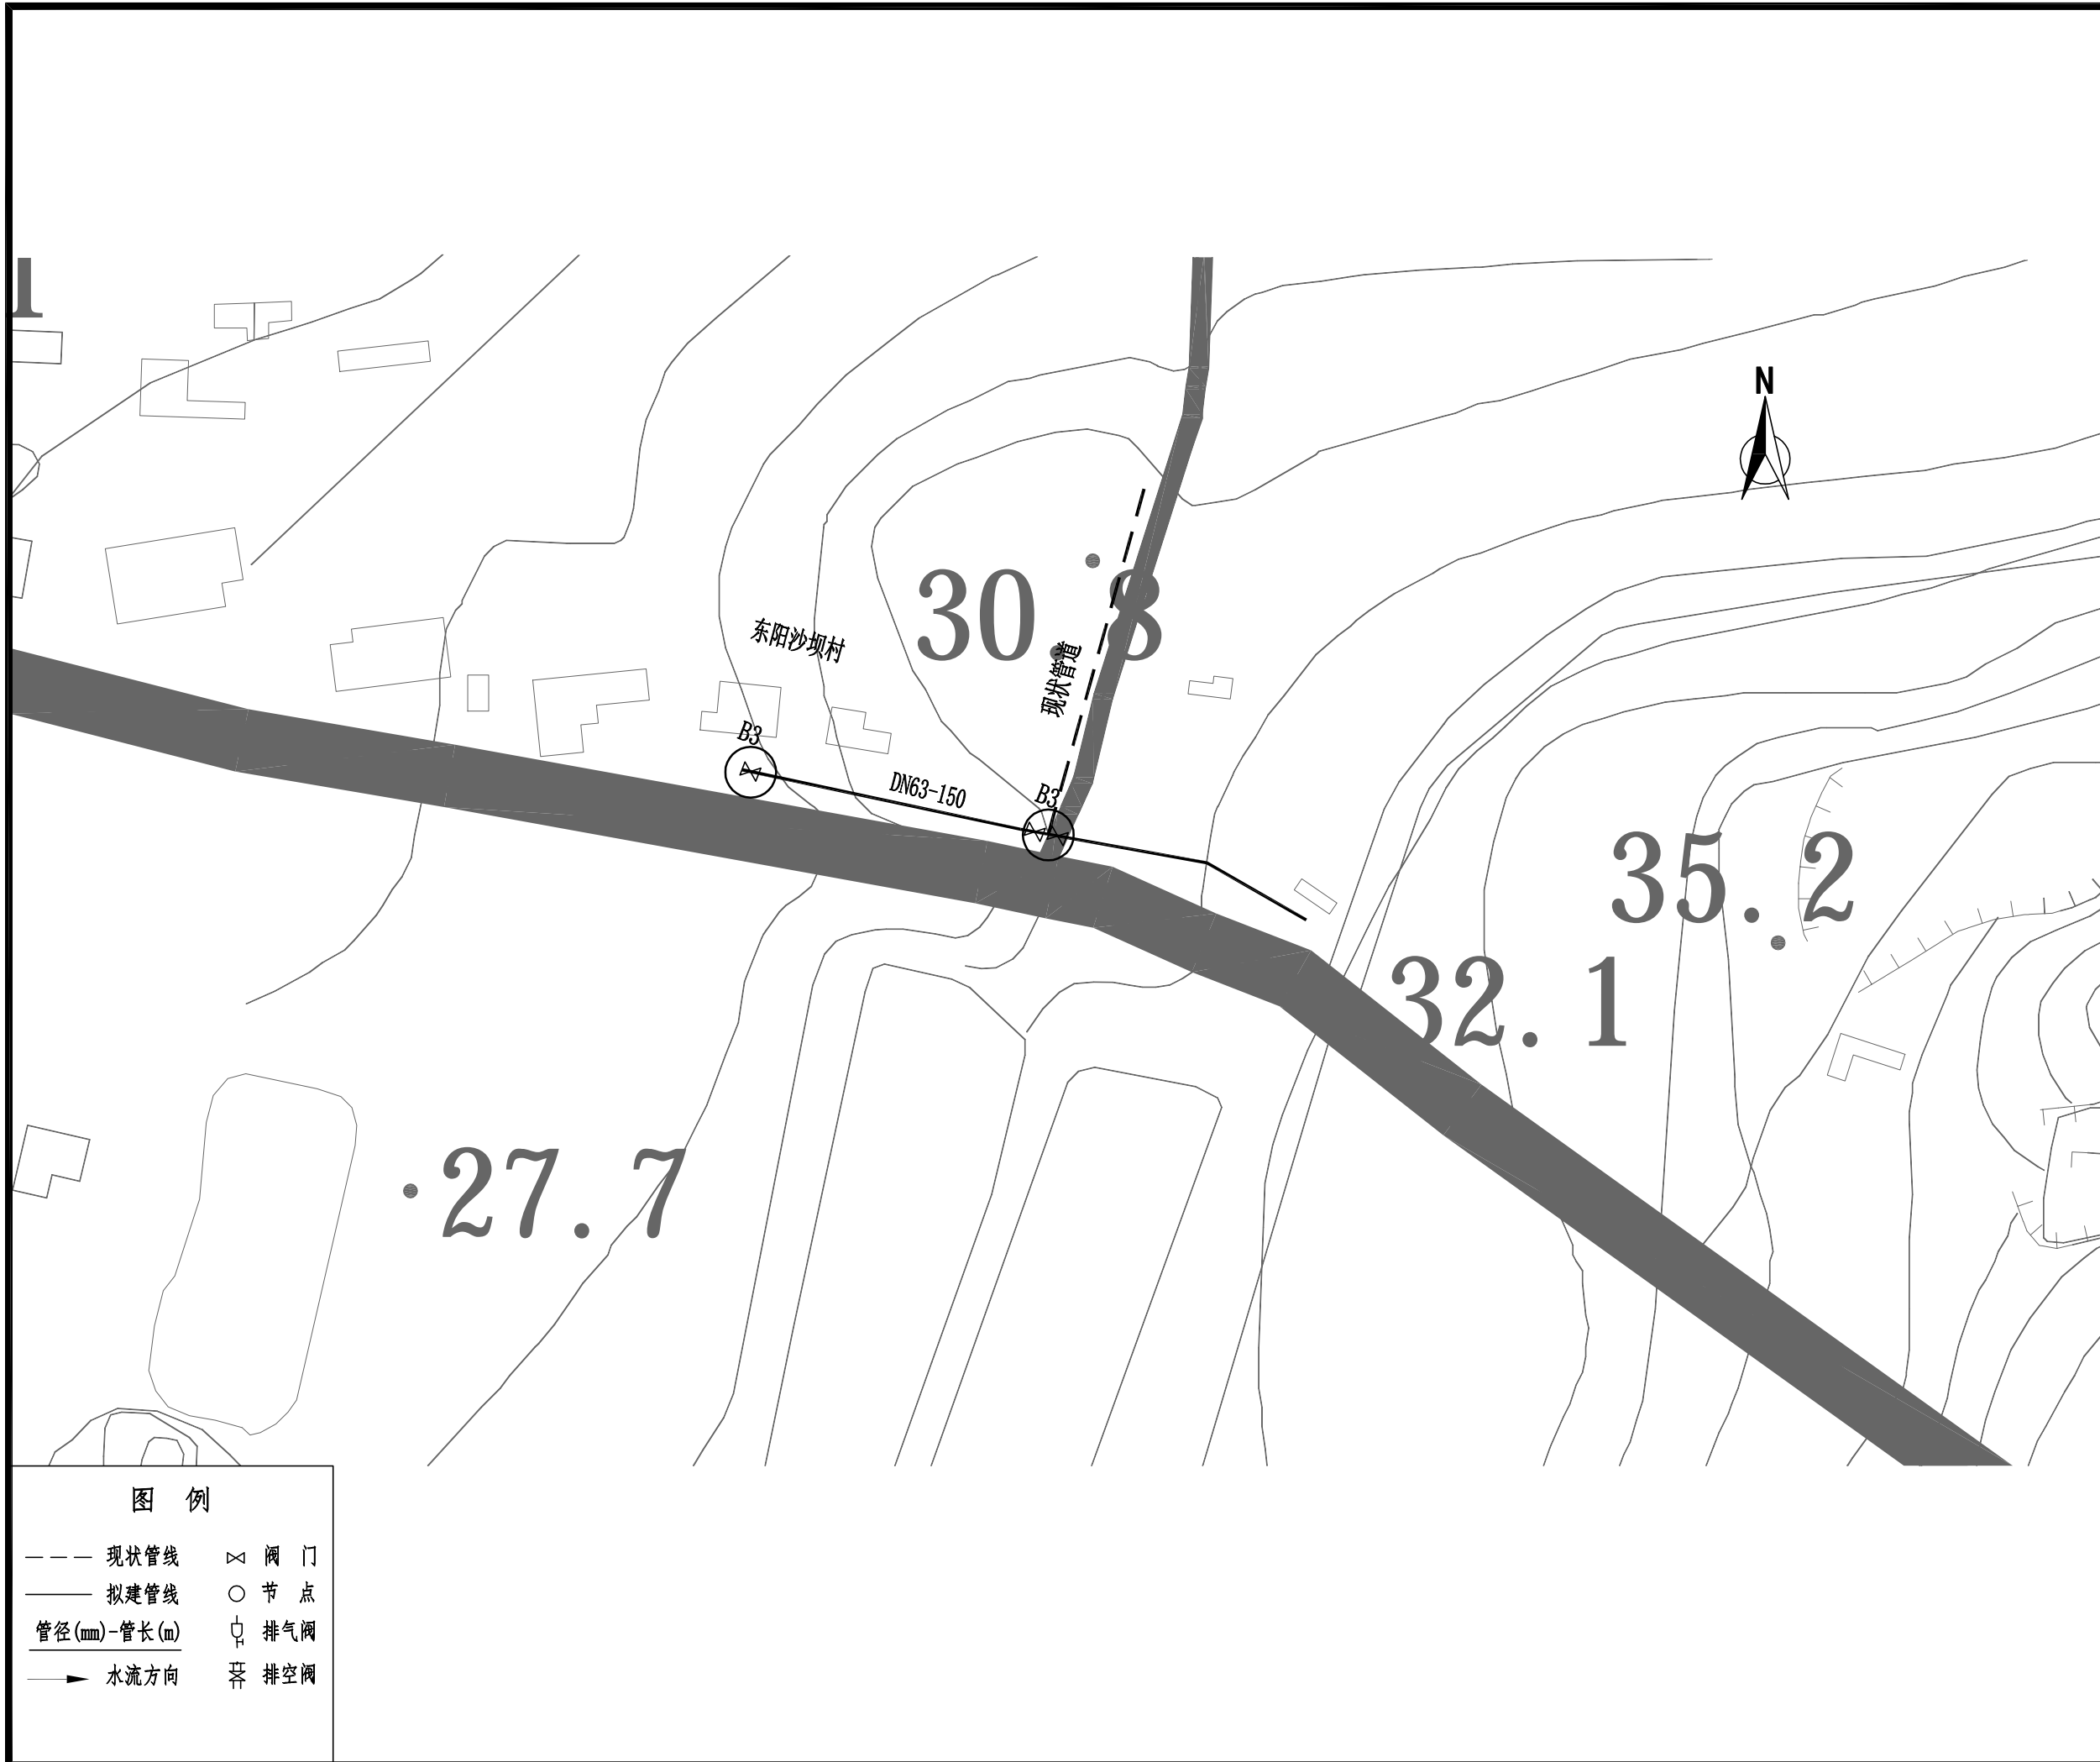 1
N
30.8
东阳沙坝村
现状管道
B3
DN63-150
B3
35.2
32.1
27.7
图 例
现状管线
阀 门
拟建管线
节 点
管径(mm)-管长(m)
排气阀
水流方向
排空阀